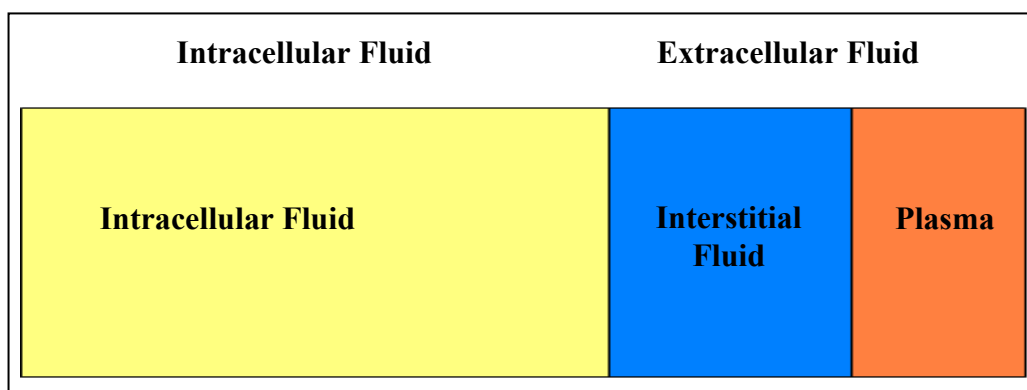 Intracellular Fluid
Extracellular Fluid
Intracellular Fluid
Interstitial
Fluid
Plasma